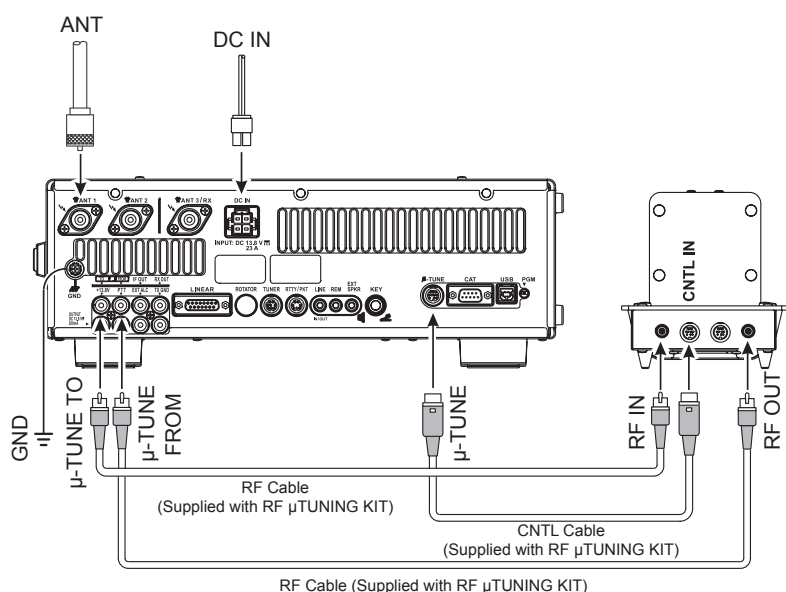 ANT
DC IN
ANT 1
ANT 2
ANT 3/RX
DC IN
INPUT: DC 13.8 V
23 A
GND
IF OUT
RX OUT
+13.8V
PTT
EXT ALC
TX GND
LINEAR
ROTATOR
TUNER
RTTY/PKT
LINE
REM
EXT
SPKR
KEY
IN/OUT
μ-TUNE
CAT
USB
PGM
CNTL IN
GND
μ-TUNE TO
μ-TUNE
FROM
μ-TUNE
RF IN
RF OUT
RF Cable
(Supplied with RF μTUNING KIT)
CNTL Cable
(Supplied with RF μTUNING KIT)
RF Cable (Supplied with RF μTUNING KIT)